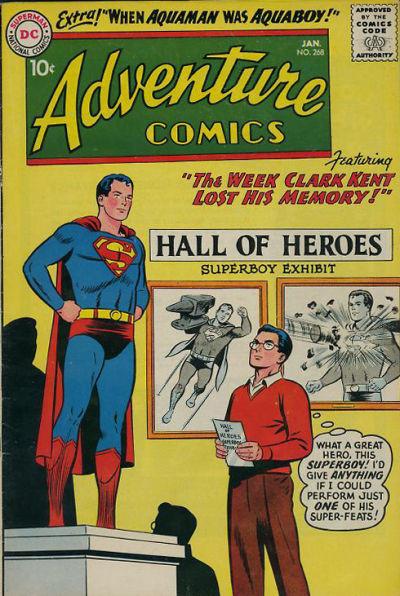 Extra! "WHEN AQUAMAN WAS AQUABOY!"
SUPERMAN
DC
NATIONAL COMICS
JAN.
NO. 268
APPROVED
BY THE
COMICS
CODE
CA
AUTHORITY
10¢
Adventure
COMICS
Featuring
"THE WEEK CLARK KENT
LOST HIS MEMORY!"
HALL OF HEROES
SUPERBOY EXHIBIT
S
HALL
OF
HEROES
WHAT A GREAT
HERO, THIS
SUPERBOY! I'D
GIVE ANYTHING
IF I COULD
PERFORM JUST
ONE OF HIS
SUPER-FEATS!